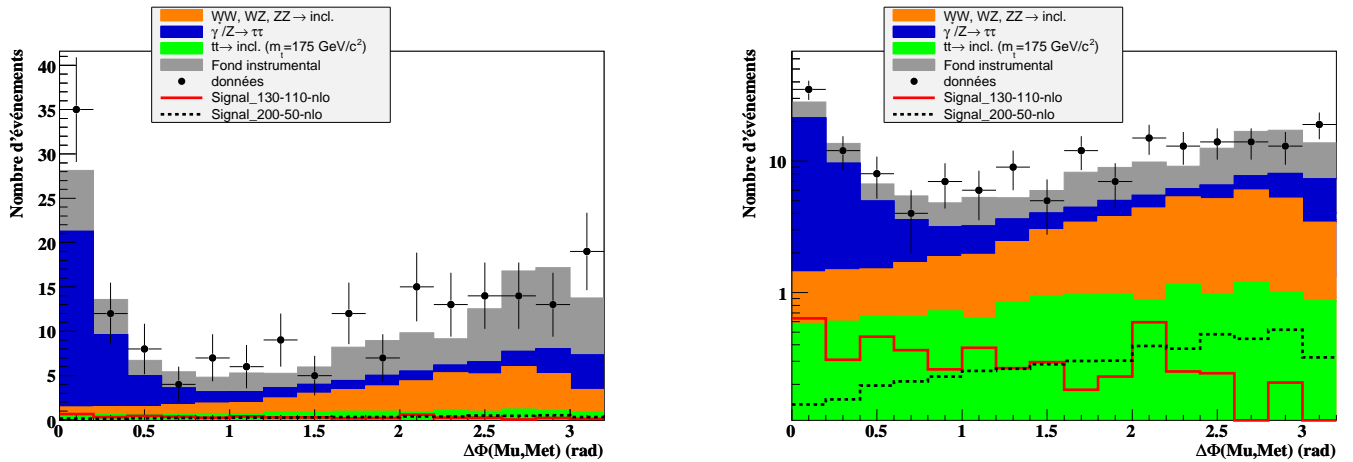 WW, WZ, ZZ → incl.
γ*/Z→ ττ
tt→ incl. (m_t=175 GeV/c²)
Fond instrumental
données
Signal_130-110-nlo
Signal_200-50-nlo
Nombre d'événements
40
35
30
25
20
15
10
5
0
0 0.5 1 1.5 2 2.5 3
ΔΦ(Mu,Met) (rad)
WW, WZ, ZZ → incl.
γ*/Z→ ττ
tt→ incl. (m_t=175 GeV/c²)
Fond instrumental
données
Signal_130-110-nlo
Signal_200-50-nlo
Nombre d'événements
10
1
0 0.5 1 1.5 2 2.5 3
ΔΦ(Mu,Met) (rad)